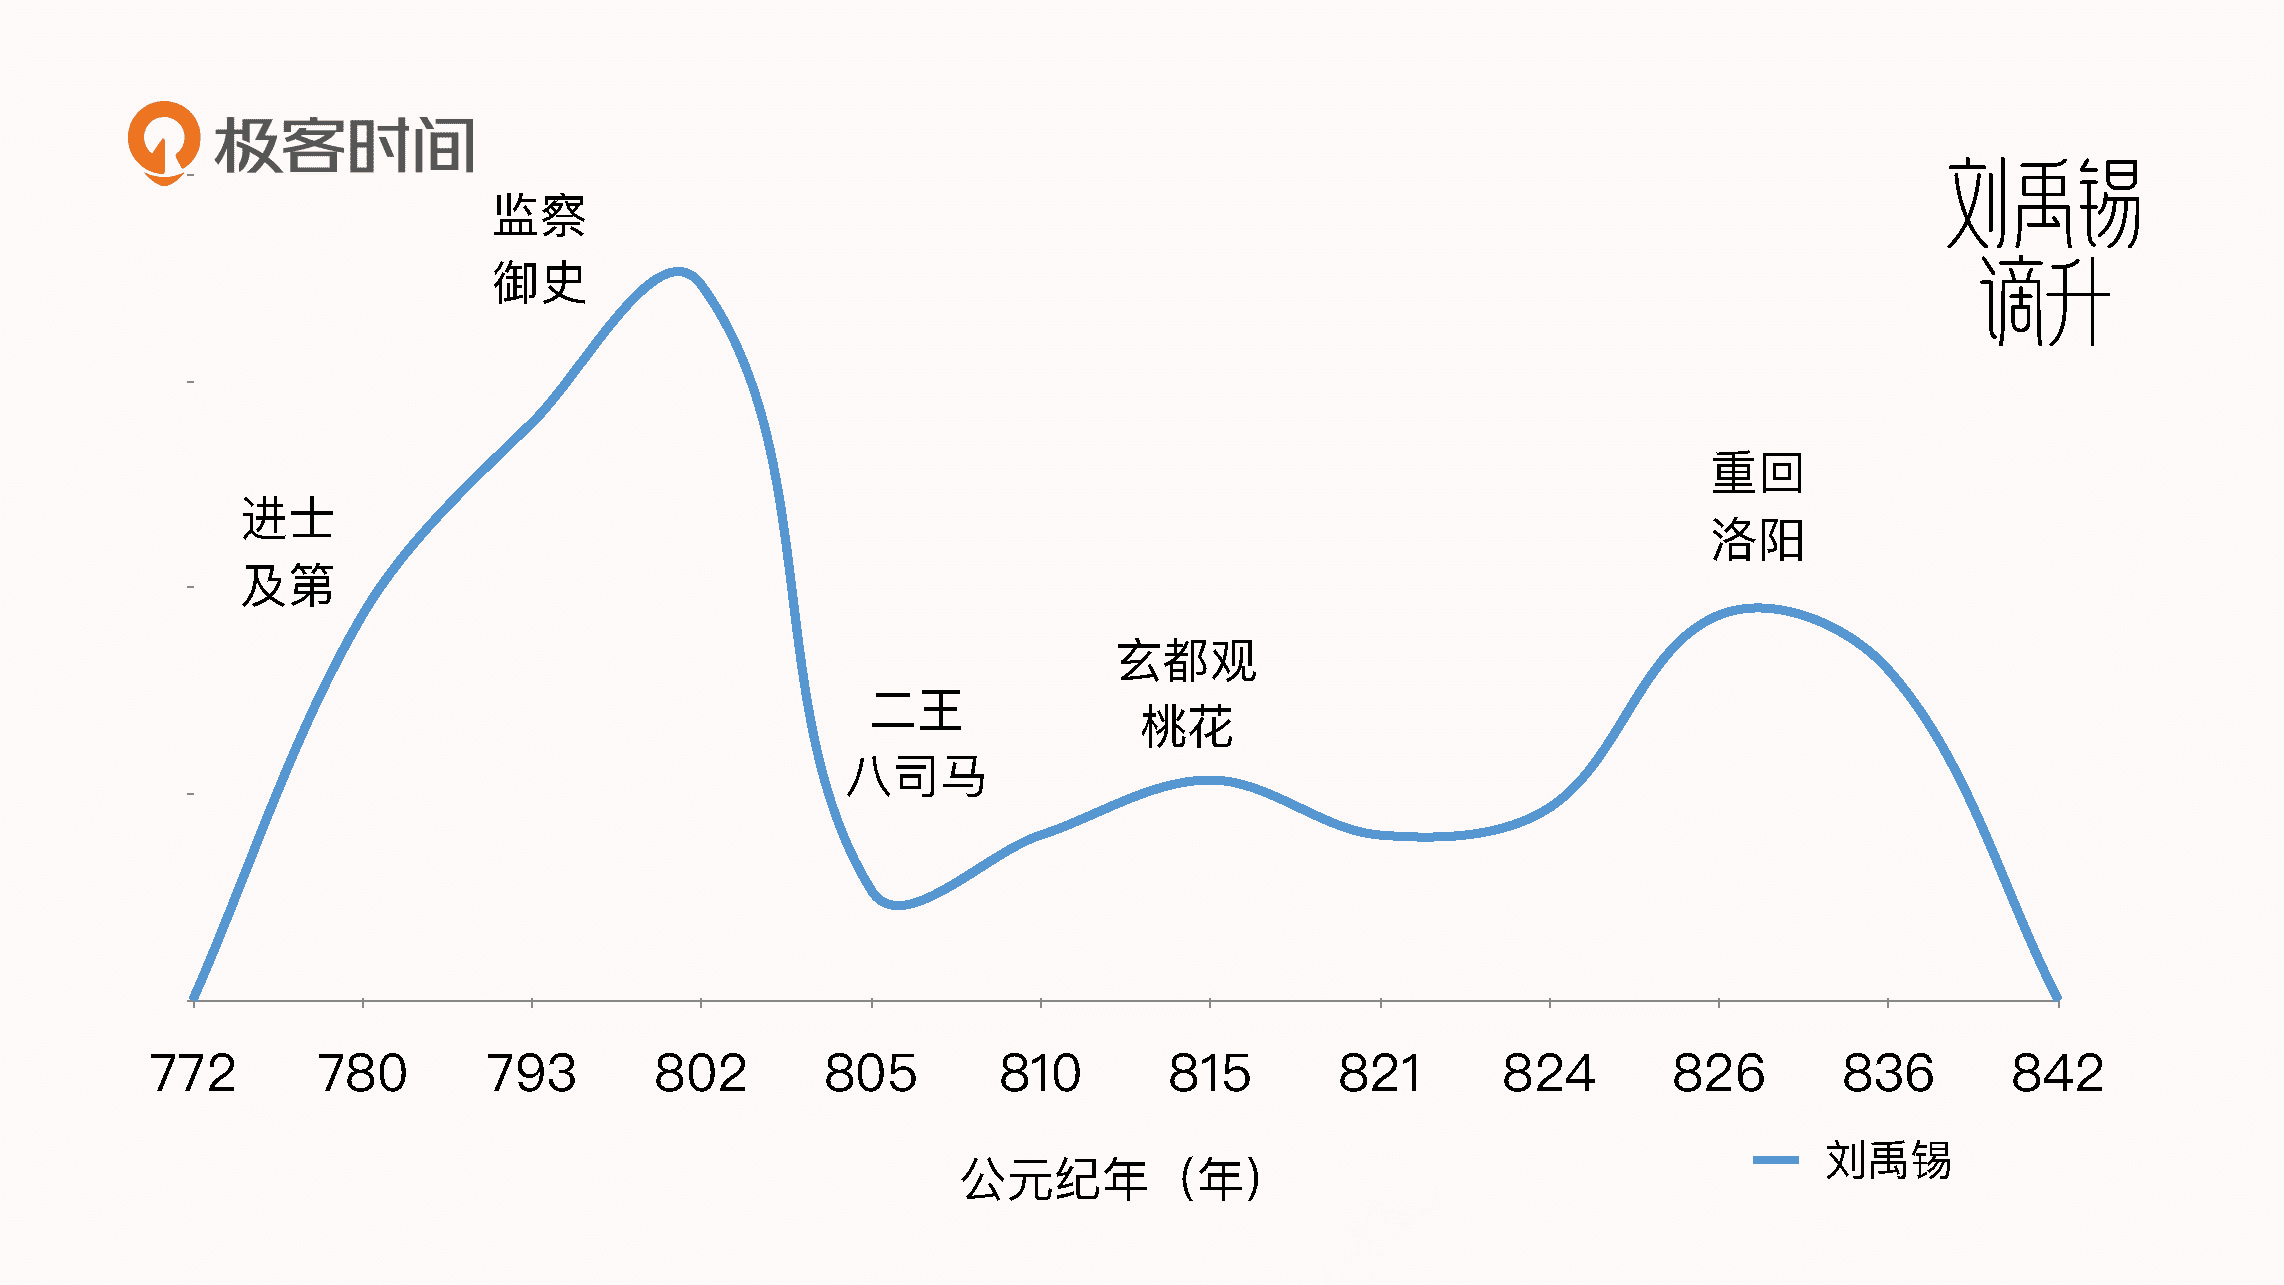 极客时间
刘禹锡
谪升
监察
御史
进士
及第
重回
洛阳
玄都观
桃花
二王
八司马
772 780 793 802 805 810 815 821 824 826 836 842
公元纪年（年）
刘禹锡